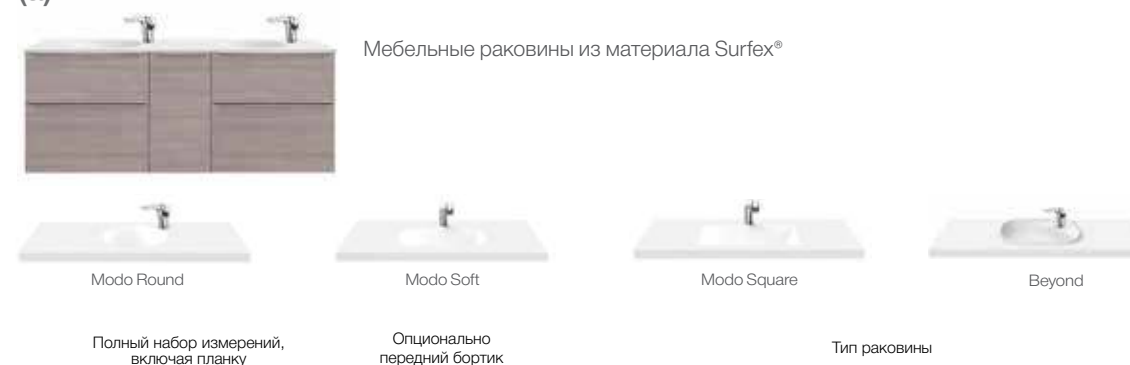 Мебельные раковины из материала Surfex®
Modo Round
Modo Soft
Modo Square
Beyond
Полный набор измерений,
включая планку
Опционально
передний бортик
Тип раковины